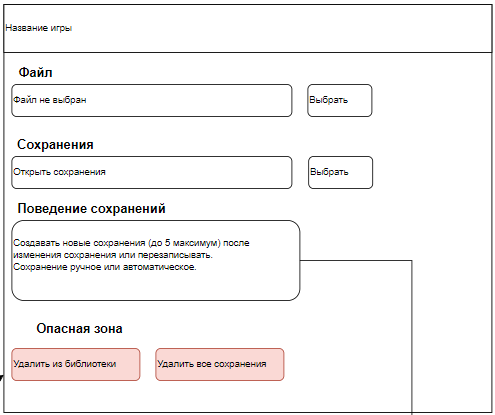 Название игры
Файл
Файл не выбран
Выбрать
Сохранения
Открыть сохранения
Выбрать
Поведение сохранений
Создавать новые сохранения (до 5 максимум) после
изменения сохранения или перезаписывать.
Сохранение ручное или автоматическое.
Опасная зона
Удалить из библиотеки
Удалить все сохранения